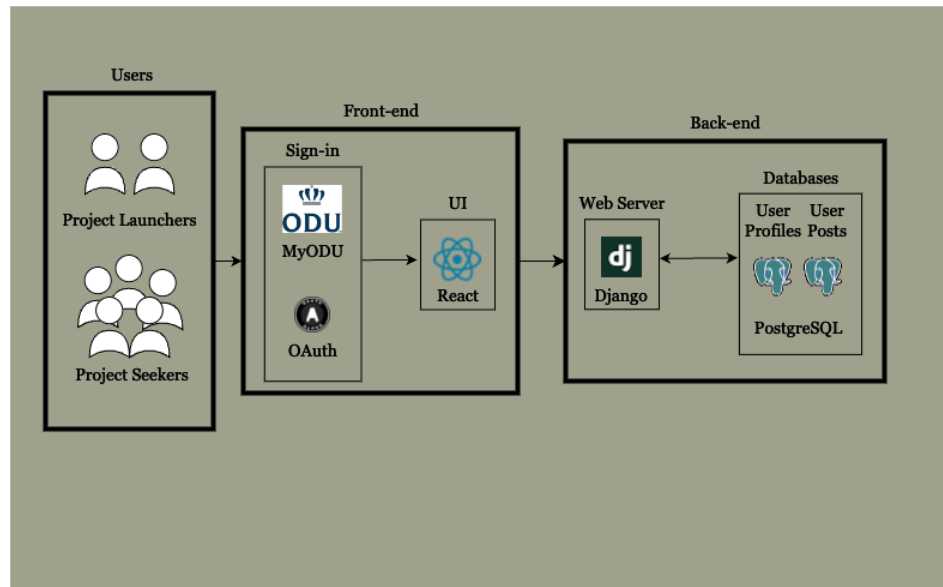 Users
Project Launchers
Project Seekers
Front-end
Sign-in
ODU
MyODU
A
OAuth
UI
React
Back-end
Web Server
dj
Django
Databases
User
Profiles
User
Posts
PostgreSQL